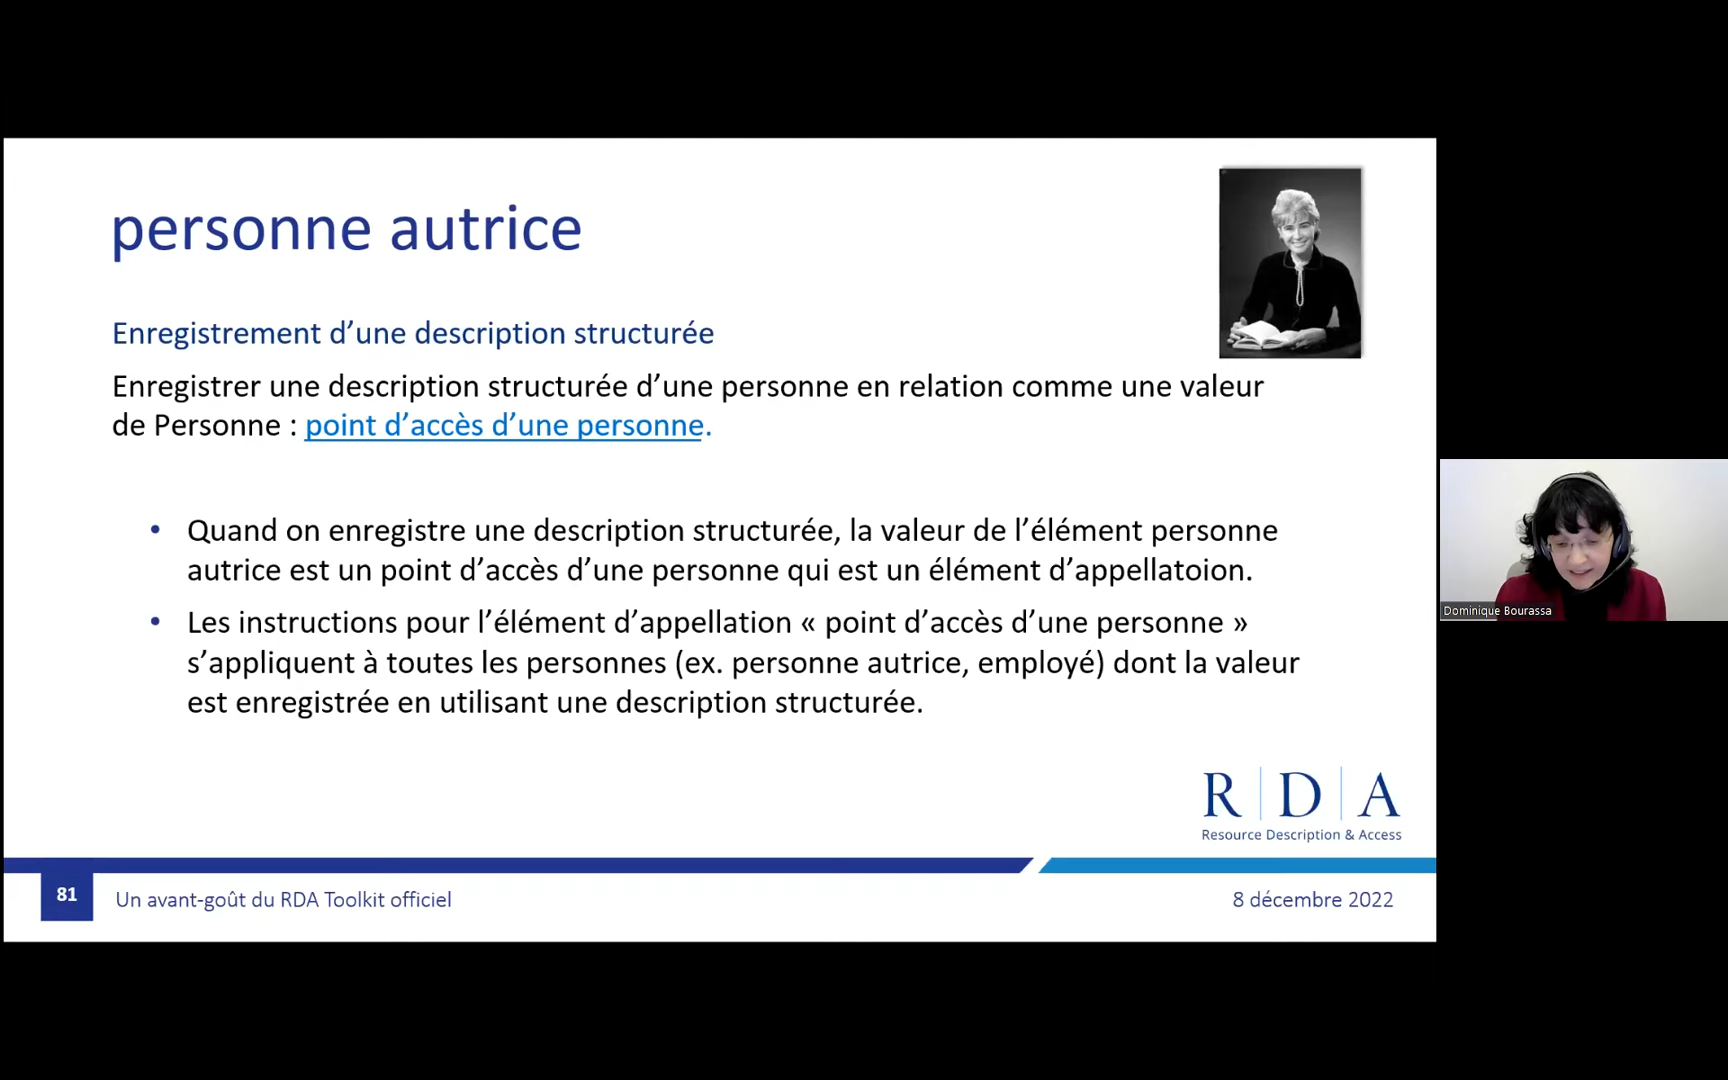 personne autrice
Enregistrement d’une description structurée
Enregistrer une description structurée d’une personne en relation comme une valeur
de Personne : point d’accès d’une personne.
• Quand on enregistre une description structurée, la valeur de l’élément personne
autrice est un point d’accès d’une personne qui est un élément d’appellatoion.
• Les instructions pour l’élément d’appellation « point d’accès d’une personne »
s’appliquent à toutes les personnes (ex. personne autrice, employé) dont la valeur
est enregistrée en utilisant une description structurée.
R | D | A
Resource Description & Access
81
Un avant-goût du RDA Toolkit officiel
8 décembre 2022
Dominique Bourassa